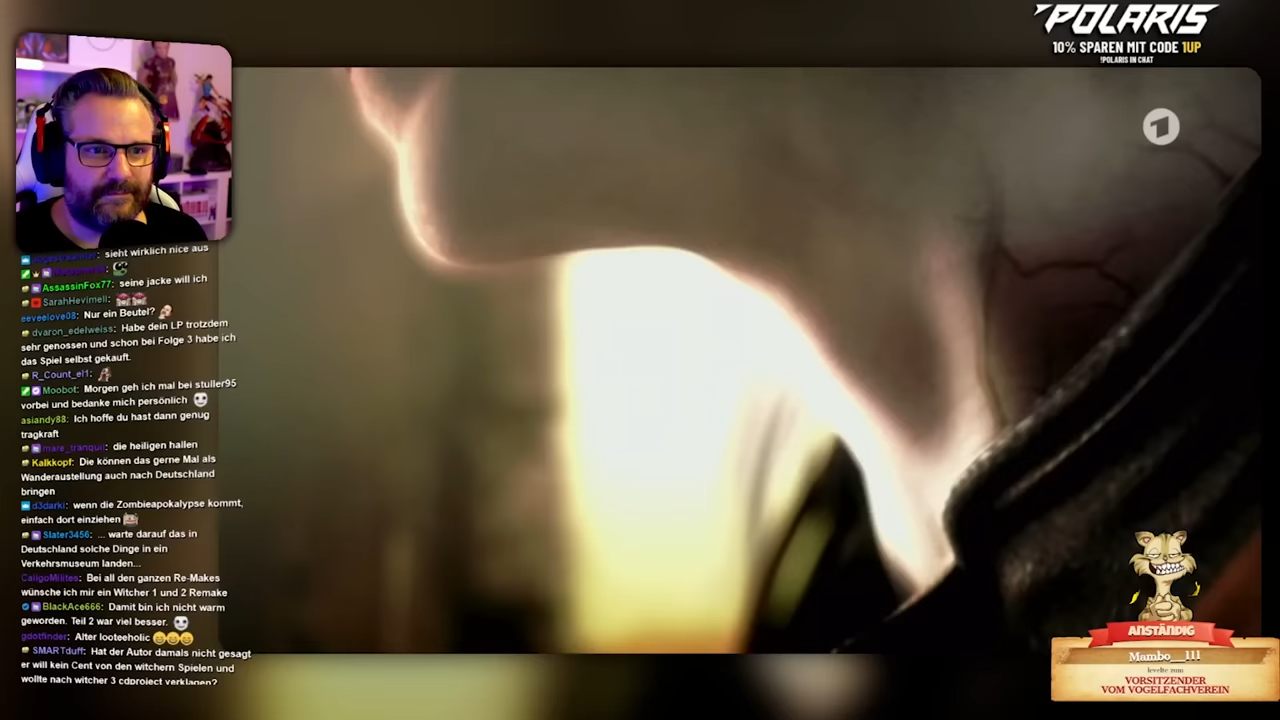 POLARIS
10% SPAREN MIT CODE 1UP
!POLARIS IN CHAT
1
: sieht wirklich nice aus
AssassinFox77: seine jacke will ich
SarahHevimell:
eeveelove08: Nur ein Beutel?
dvaron_edelweiss: Habe dein LP trotzdem
sehr genossen und schon bei Folge 3 habe ich
das Spiel selbst gekauft.
R_Count_el1:
Moobot: Morgen geh ich mal bei stuller95
vorbei und bedanke mich persönlich
asiandy88: Ich hoffe du hast dann genug
tragkraft
mare_tranquil: die heiligen hallen
Kalkkopf: Die können das gerne Mal als
Wanderaustellung auch nach Deutschland
bringen
d3darki: wenn die Zombieapokalypse kommt,
einfach dort einziehen
Slater3456: ... warte darauf das in
Deutschland solche Dinge in ein
Verkehrsmuseum landen...
CaligoMilites: Bei all den ganzen Re-Makes
wünsche ich mir ein Witcher 1 und 2 Remake
BlackAce666: Damit bin ich nicht warm
geworden. Teil 2 war viel besser.
gdotfinder: Alter looteeholic
SMARTduff: Hat der Autor damals nicht gesagt
er will kein Cent von den witchern Spielen und
wollte nach witcher 3 cdproject verklagen?
ANSTÄNDIG
Mambo__111
levelte zum
VORSITZENDER
VOM VOGELFACHVEREIN